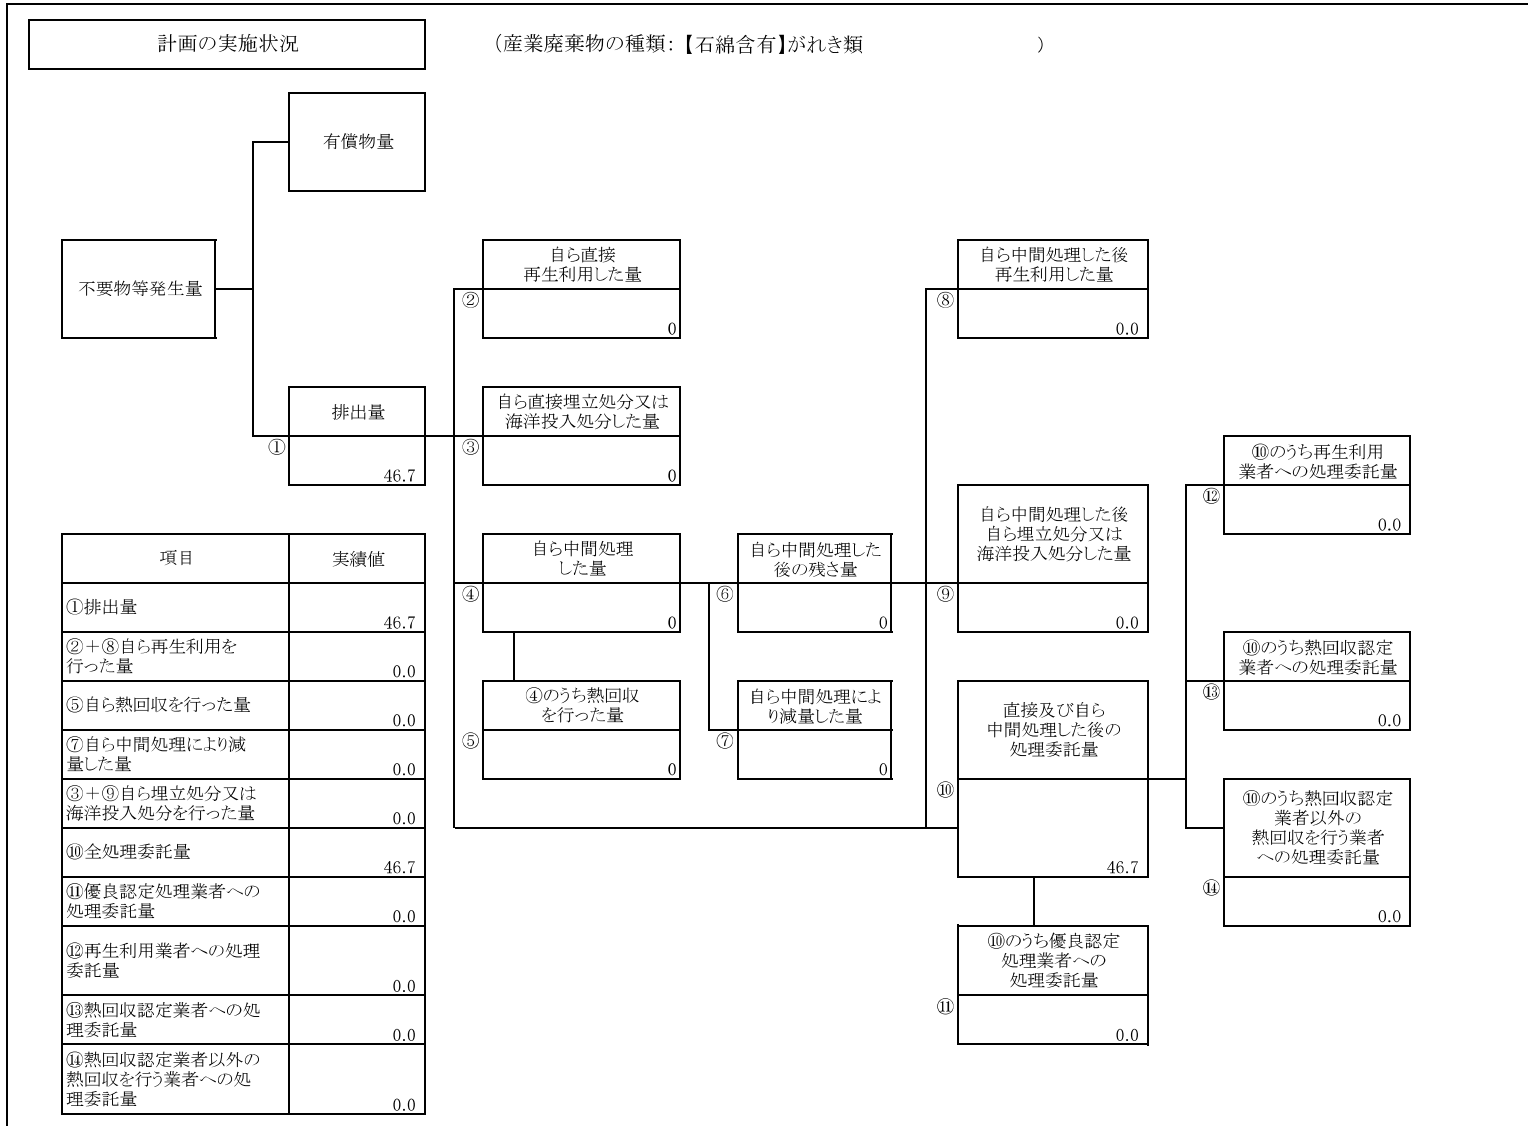 計画の実施状況
（産業廃棄物の種類：【石綿含有】がれき類　　　　　　　　　）
有償物量
不要物等発生量
自ら直接
再生利用した量
②
0
自ら中間処理した後
再生利用した量
⑧
0.0
排出量
①
46.7
自ら直接埋立処分又は
海洋投入処分した量
③
0
⑩のうち再生利用
業者への処理委託量
⑫
0.0
自ら中間処理した後
自ら埋立処分又は
海洋投入処分した量
⑨
0.0
自ら中間処理
した量
④
0
自ら中間処理した
後の残さ量
⑥
0
④のうち熱回収
を行った量
⑤
0
自ら中間処理によ
り減量した量
⑦
0
直接及び自ら
中間処理した後の
処理委託量
⑩
46.7
⑩のうち熱回収認定
業者への処理委託量
⑬
0.0
⑩のうち熱回収認定
業者以外の
熱回収を行う業者
への処理委託量
⑭
0.0
⑩のうち優良認定
処理業者への
処理委託量
⑪
0.0
項目 実績値
①排出量
46.7
②＋⑧自ら再生利用を
行った量
0.0
⑤自ら熱回収を行った量
0.0
⑦自ら中間処理により減
量した量
0.0
③＋⑨自ら埋立処分又は
海洋投入処分を行った量
0.0
⑩全処理委託量
46.7
⑪優良認定処理業者への
処理委託量
0.0
⑫再生利用業者への処理
委託量
0.0
⑬熱回収認定業者への処
理委託量
0.0
⑭熱回収認定業者以外の
熱回収を行う業者への処
理委託量
0.0